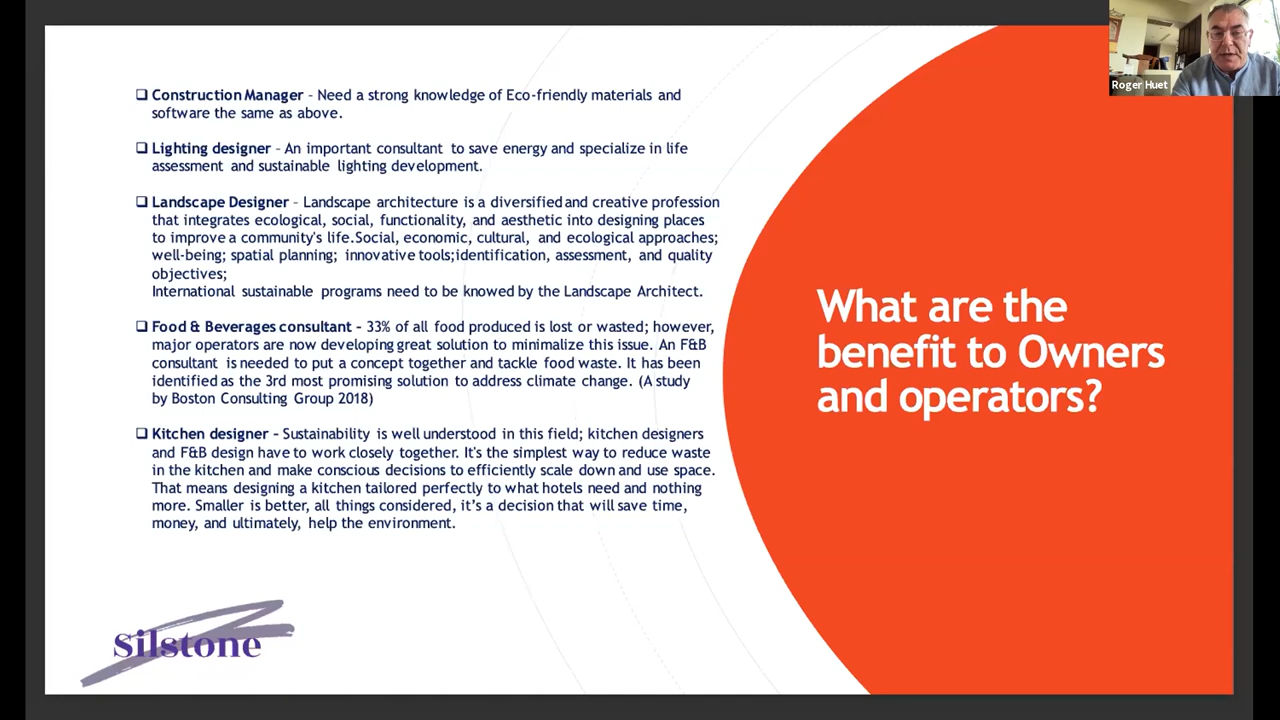 Roger Huet
❑ Construction Manager – Need a strong knowledge of Eco-friendly materials and
software the same as above.
❑ Lighting designer – An important consultant to save energy and specialize in life
assessment and sustainable lighting development.
❑ Landscape Designer – Landscape architecture is a diversified and creative profession
that integrates ecological, social, functionality, and aesthetic into designing places
to improve a community's life.Social, economic, cultural, and ecological approaches;
well-being; spatial planning; innovative tools;identification, assessment, and quality
objectives;
International sustainable programs need to be knowed by the Landscape Architect.
❑ Food & Beverages consultant – 33% of all food produced is lost or wasted; however,
major operators are now developing great solution to minimalize this issue. An F&B
consultant is needed to put a concept together and tackle food waste. It has been
identified as the 3rd most promising solution to address climate change. (A study
by Boston Consulting Group 2018)
❑ Kitchen designer – Sustainability is well understood in this field; kitchen designers
and F&B design have to work closely together. It's the simplest way to reduce waste
in the kitchen and make conscious decisions to efficiently scale down and use space.
That means designing a kitchen tailored perfectly to what hotels need and nothing
more. Smaller is better, all things considered, it’s a decision that will save time,
money, and ultimately, help the environment.
What are the
benefit to Owners
and operators?
Silstone